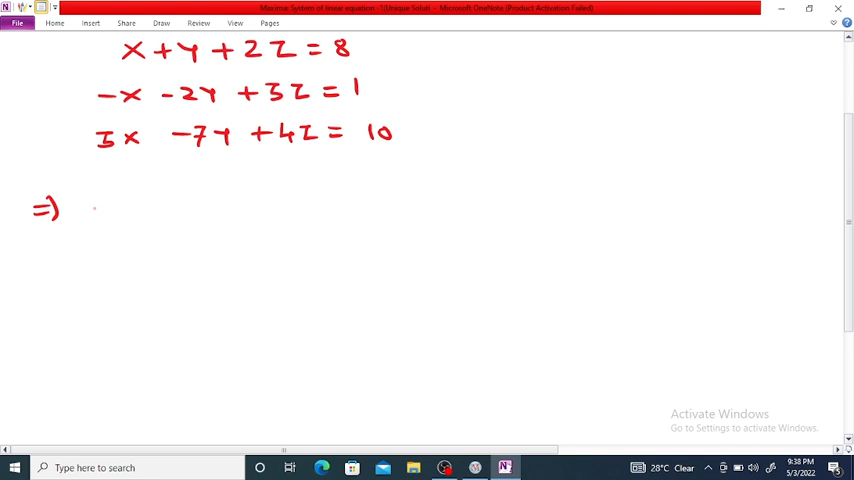 Maxima: System of linear equation -1(Unique Soluti - Microsoft OneNote (Product Activation Failed)
File Home Insert Share Draw Review View Pages
x + y + 2z = 8
-x - 2y + 3z = 1
3x - 7y + 4z = 10
⇒
Activate Windows
Go to Settings to activate Windows.
Type here to search
28°C Clear
9:38 PM
5/3/2022
5